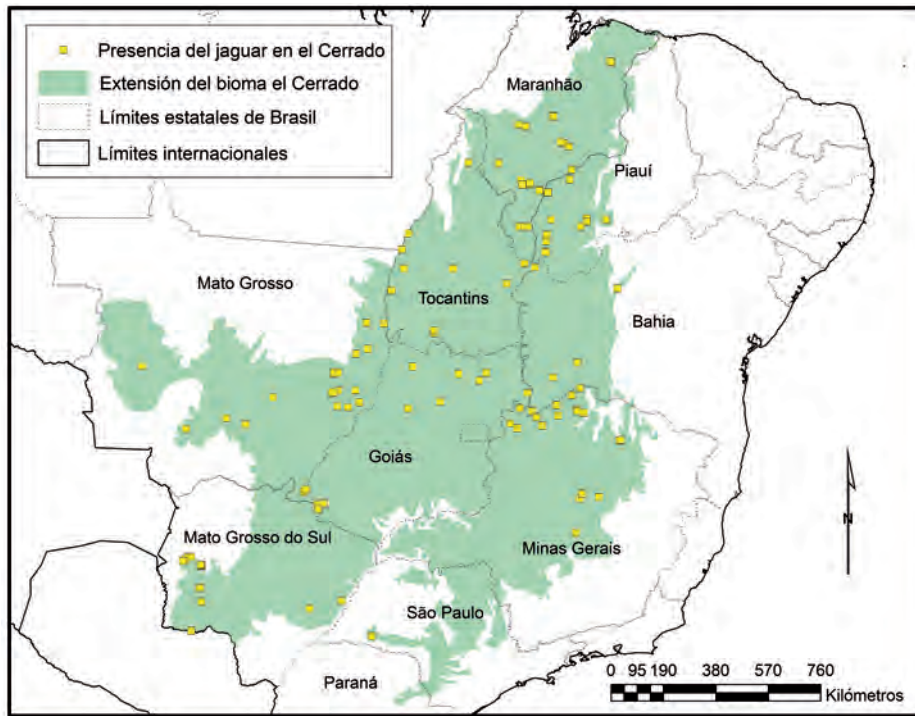 Presencia del jaguar en el Cerrado
Extensión del bioma el Cerrado
Límites estatales de Brasil
Límites internacionales
Maranhão
Piauí
Mato Grosso
Tocantins
Bahia
Goiás
N
Mato Grosso do Sul
Minas Gerais
São Paulo
Paraná
0 95 190 380 570 760
Kilómetros